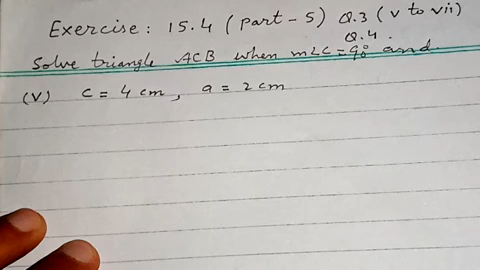 Exercise: 15.4 (part-5) Q.3 (v to vii)
Q.4.
Solve triangle ACB when m∠C=90° and
(V) c = 4 cm, a = 2 cm